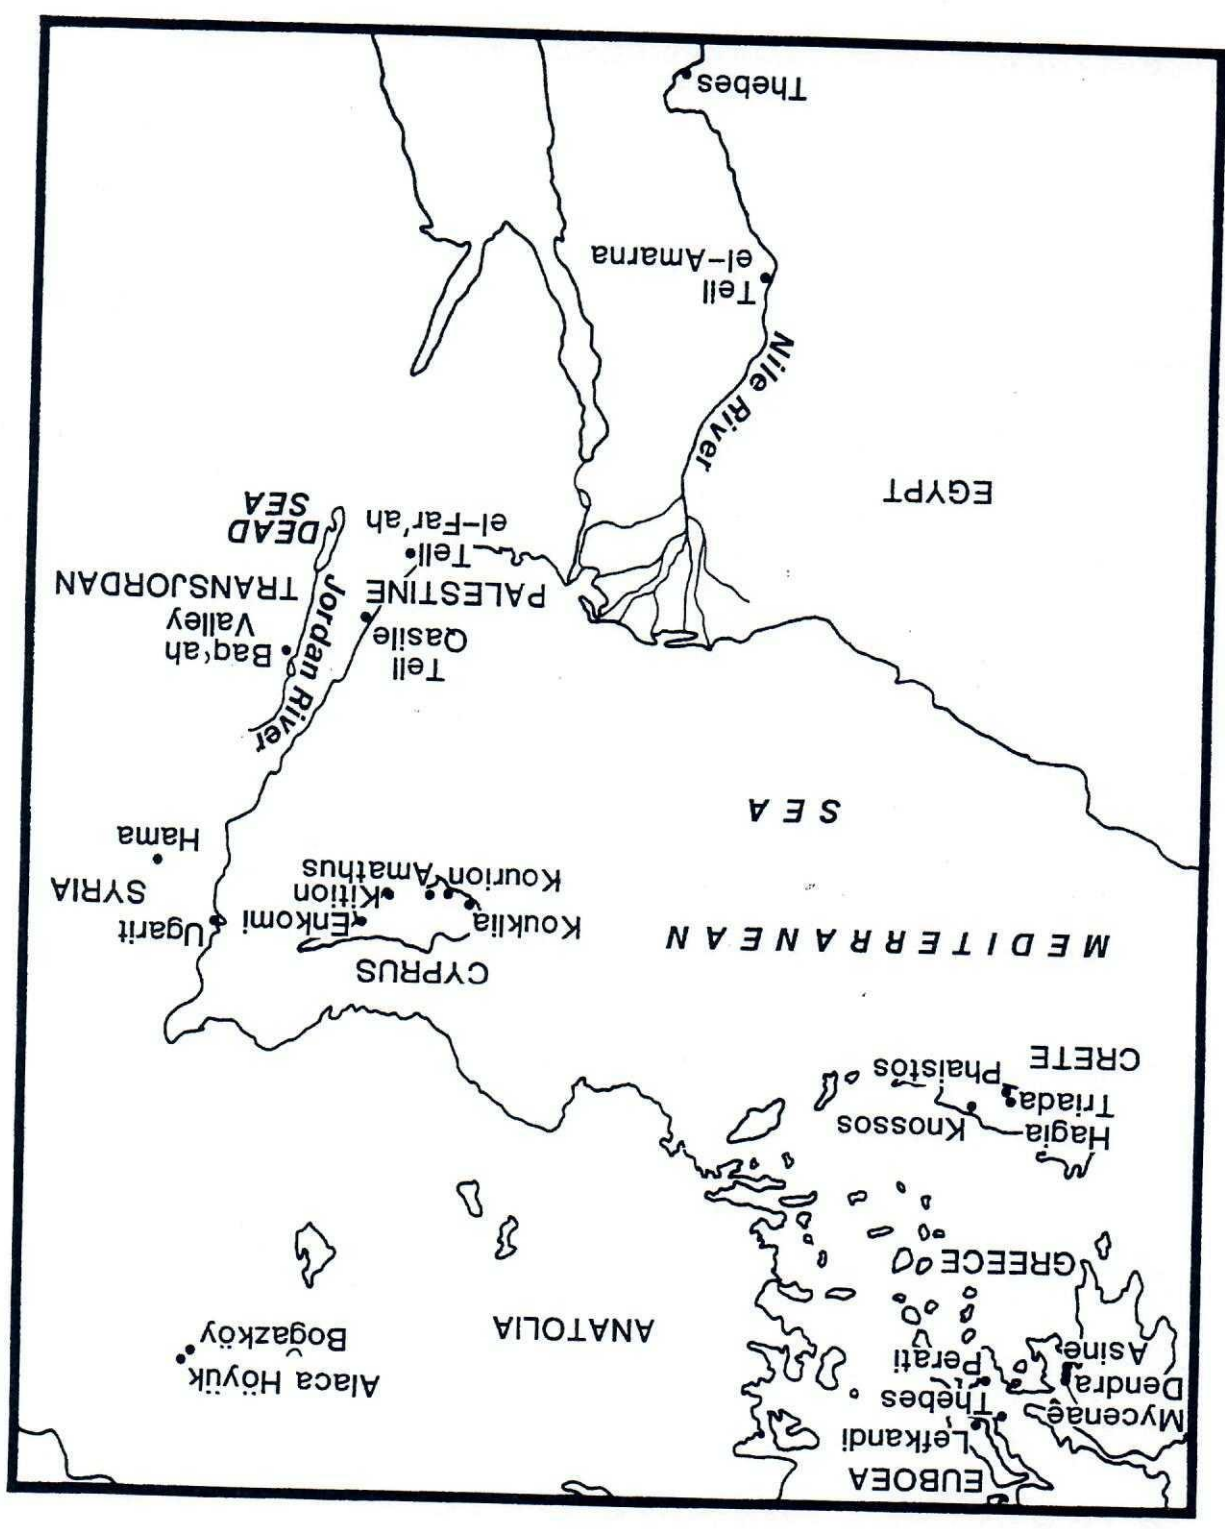 EUBOEA
Lefkandi
Thebes
Mycenae
Dendra
Asine
Perati
GREECE
Alaca Höyük
Boğazköy
ANATOLIA
Hagia
Triada
Knossos
Phaistos
CRETE
MEDITERRANEAN
SEA
CYPRUS
Kouklia
Enkomi
Kourion
Amathus
Kition
Ugarit
SYRIA
Hama
Jordan River
Tell
Qasile
Baq'ah
Valley
PALESTINE
TRANSJORDAN
Tell
el-Far'ah
DEAD
SEA
EGYPT
Nile River
Tell
el-Amarna
Thebes